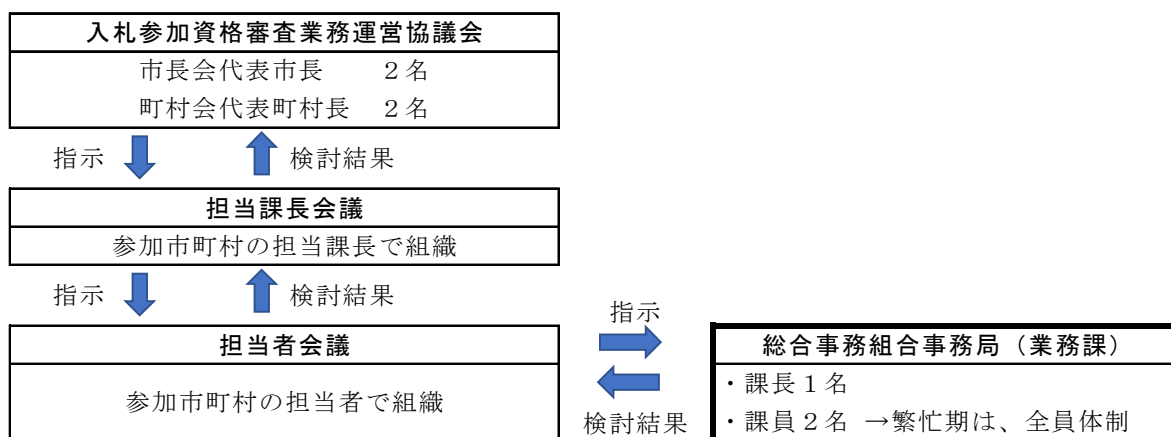 入札参加資格審査業務運営協議会
市長会代表市長　　２名
町村会代表町村長　２名
指示　検討結果
担当課長会議
参加市町村の担当課長で組織
指示　検討結果
担当者会議
参加市町村の担当者で組織
指示
検討結果
総合事務組合事務局（業務課）
・課長１名
・課員２名 →繁忙期は、全員体制